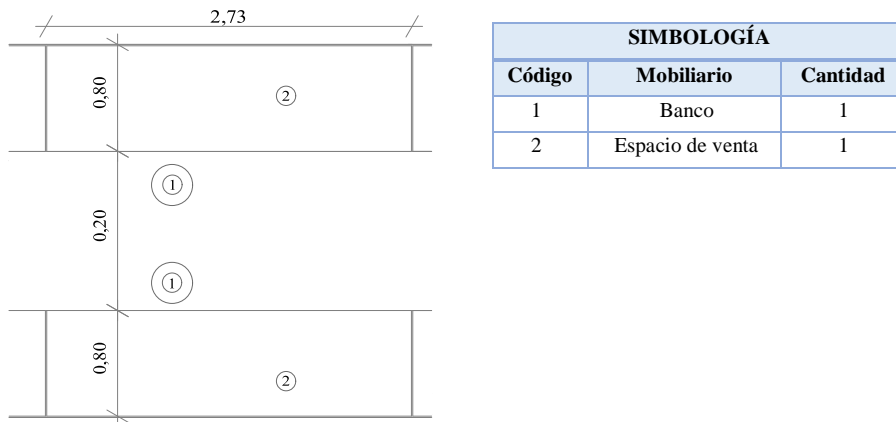 2,73
0,80
2
1
0,20
1
0,80
2
SIMBOLOGÍA
Código Mobiliario Cantidad
1 Banco 1
2 Espacio de venta 1